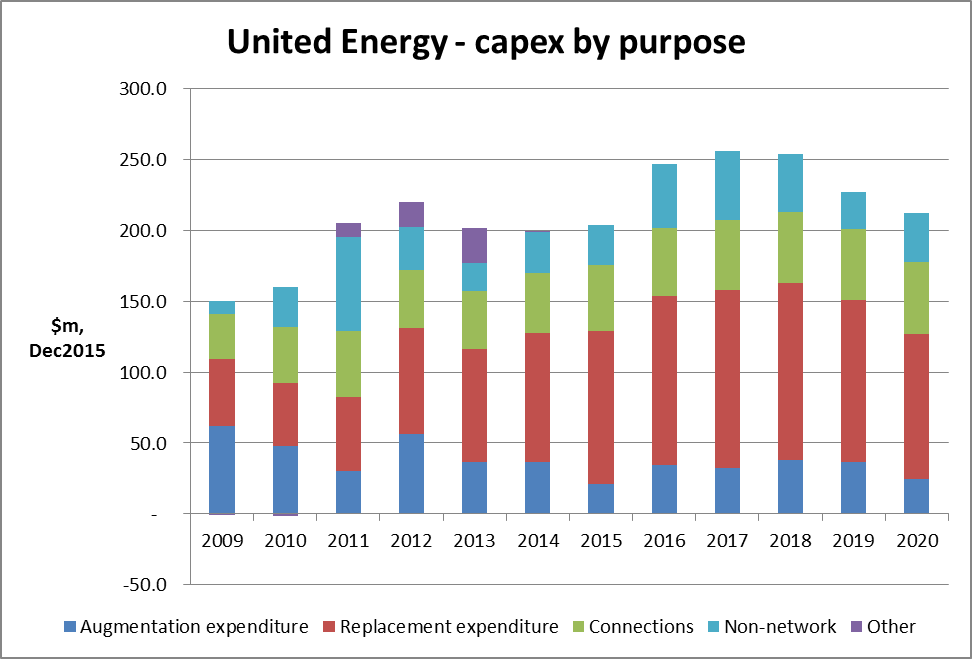 United Energy - capex by purpose
300.0
250.0
200.0
150.0
$m,
Dec2015
100.0
50.0
-
2009 2010 2011 2012 2013 2014 2015 2016 2017 2018 2019 2020
-50.0
Augmentation expenditure Replacement expenditure Connections Non-network Other